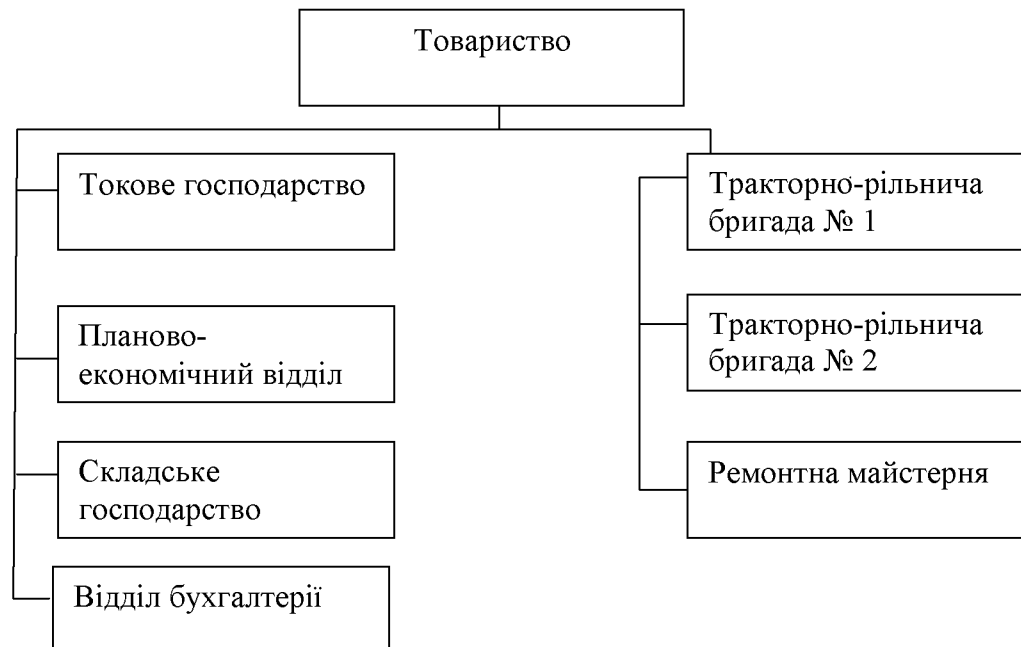 Товариство
Токове господарство
Планово-
економічний відділ
Складське
господарство
Відділ бухгалтерії
Тракторно-рільнича
бригада № 1
Тракторно-рільнича
бригада № 2
Ремонтна майстерня